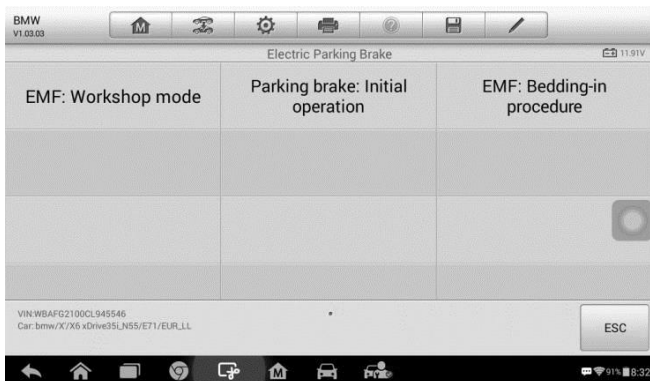 BMW
V1.03.03
Electric Parking Brake
11.91V
EMF: Workshop mode
Parking brake: Initial
operation
EMF: Bedding-in
procedure
VIN:WBAFG2100CL945546
Car: bmw/'X'/X6 xDrive35i_N55/E71/EUR_LL
ESC
91%
8:32